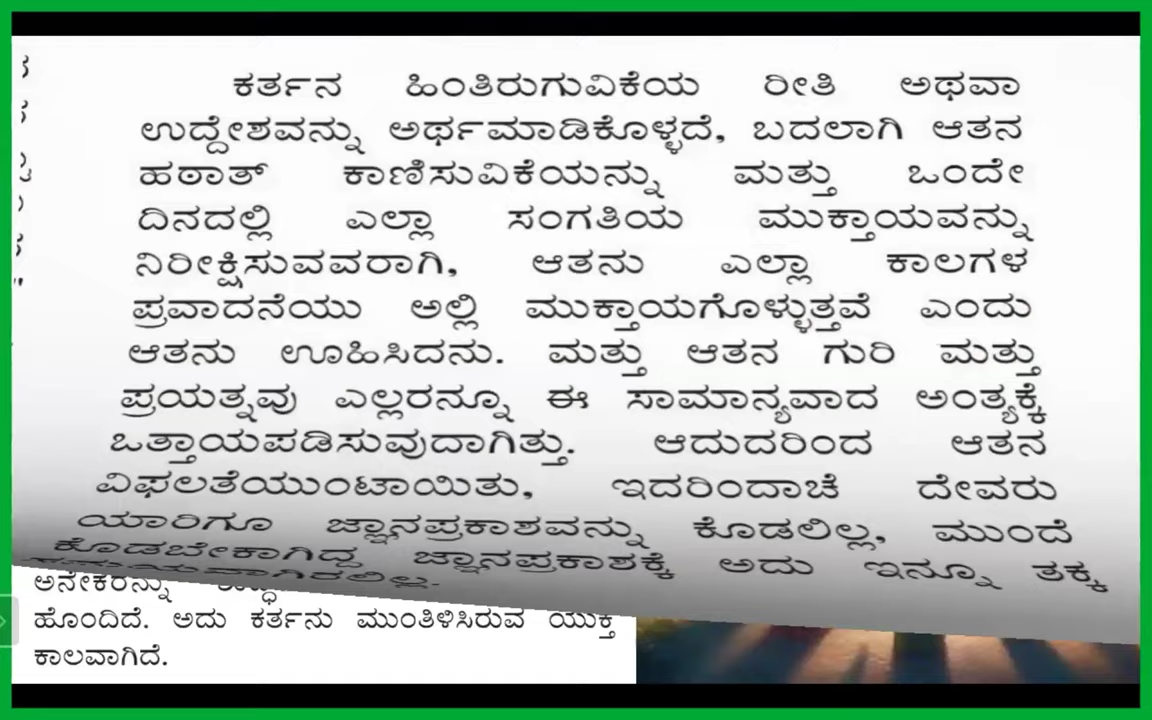 ಕರ್ತನ ಹಿಂತಿರುಗುವಿಕೆಯ ರೀತಿ ಅಥವಾ
ಉದ್ದೇಶವನ್ನು ಅರ್ಥಮಾಡಿಕೊಳ್ಳದೆ, ಬದಲಾಗಿ ಆತನ
ಹಠಾತ್ ಕಾಣಿಸುವಿಕೆಯನ್ನು ಮತ್ತು ಒಂದೇ
ದಿನದಲ್ಲಿ ಎಲ್ಲಾ ಸಂಗತಿಯ ಮುಕ್ತಾಯವನ್ನು
ನಿರೀಕ್ಷಿಸುವವರಾಗಿ, ಆತನು ಎಲ್ಲಾ ಕಾಲಗಳ
ಪ್ರವಾದನೆಯು ಅಲ್ಲಿ ಮುಕ್ತಾಯಗೊಳ್ಳುತ್ತವೆ ಎಂದು
ಆತನು ಊಹಿಸಿದನು. ಮತ್ತು ಆತನ ಗುರಿ ಮತ್ತು
ಪ್ರಯತ್ನವು ಎಲ್ಲರನ್ನೂ ಈ ಸಾಮಾನ್ಯವಾದ ಅಂತ್ಯಕ್ಕೆ
ಒತ್ತಾಯಪಡಿಸುವುದಾಗಿತ್ತು. ಆದುದರಿಂದ ಆತನ
ವಿಫಲತೆಯುಂಟಾಯಿತು, ಇದರಿಂದಾಚೆ ದೇವರು
ಯಾರಿಗೂ ಜ್ಞಾನಪ್ರಕಾಶವನ್ನು ಕೊಡಲಿಲ್ಲ, ಮುಂದೆ
ಕೊಡಬೇಕಾಗಿದ್ದ ಜ್ಞಾನಪ್ರಕಾಶಕ್ಕೆ ಅದು ಇನ್ನೂ ತಕ್ಕ
ಅನೇಕರನ್ನು
ಹೊಂದಿದೆ. ಅದು ಕರ್ತನು ಮುಂತಿಳಿಸಿರುವ ಯುಕ್ತ
ಕಾಲವಾಗಿದೆ.